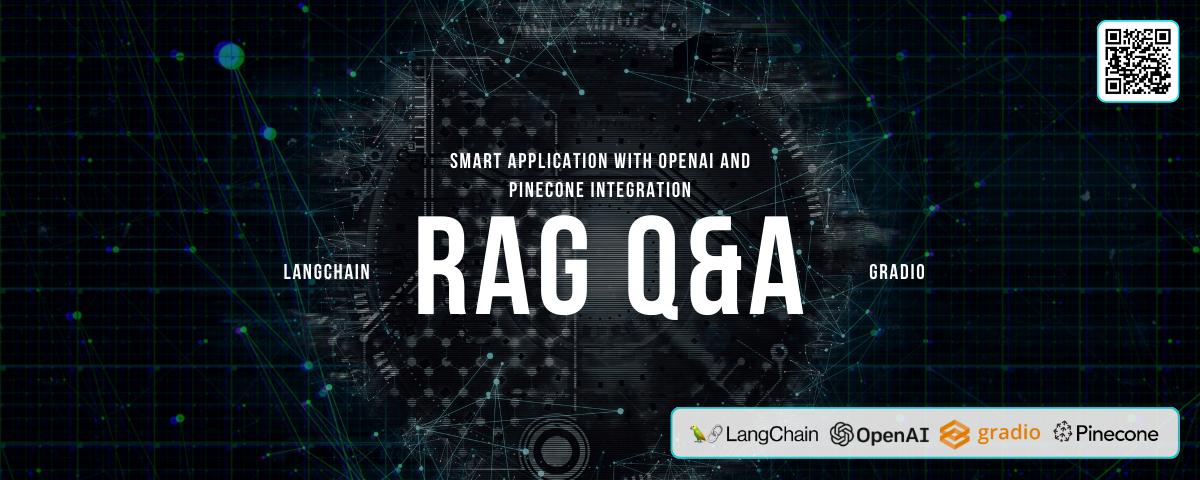 SMART APPLICATION WITH OPENAI AND
PINECONE INTEGRATION
LANGCHAIN
RAG Q&A
GRADIO
LangChain OpenAI gradio Pinecone